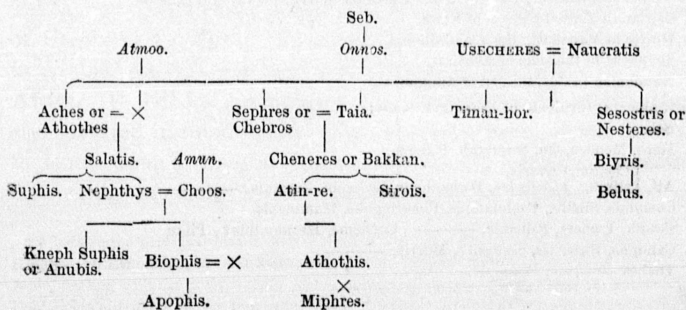 Seb.
Atmoo. Onnos. USECHERES = Naucratis
Aches or = × Sephres or = Taia. Timan-hor. Sesostris or
Athothes Chebros Nesteres.
Salatis. Amun. Cheneres or Bakkan. Biyris.
Suphis. Nephthys = Choos. Atin-re. Sirois. Belus.
Kneph Suphis Biophis = × Athothis.
or Anubis. ×
Apophis. Miphres.